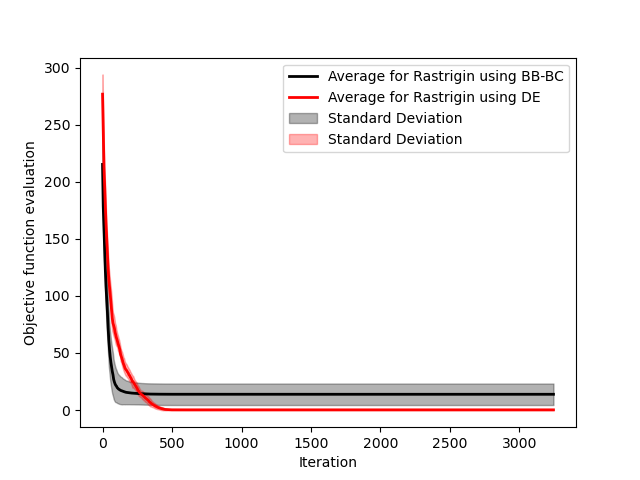 300
250
200
150
100
50
0
Objective function evaluation
Average for Rastrigin using BB-BC
Average for Rastrigin using DE
Standard Deviation
Standard Deviation
0 500 1000 1500 2000 2500 3000
Iteration